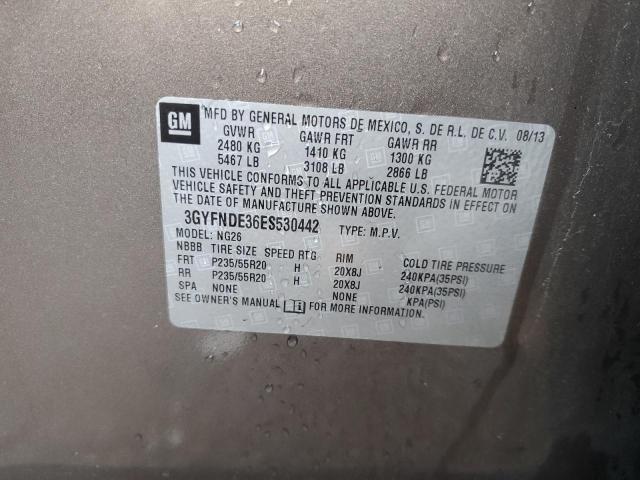 GM
MFD BY GENERAL MOTORS DE MEXICO, S. DE R.L. DE C.V. 08/13
GVWR GAWR FRT GAWR RR
2480 KG 1410 KG 1300 KG
5467 LB 3108 LB 2866 LB
THIS VEHICLE CONFORMS TO ALL APPLICABLE U.S. FEDERAL MOTOR
VEHICLE SAFETY AND THEFT PREVENTION STANDARDS IN EFFECT ON
THE DATE OF MANUFACTURE SHOWN ABOVE.
3GYFNDE36ES530442 TYPE: M.P.V.
MODEL: NG26
NBBB TIRE SIZE SPEED RTG RIM COLD TIRE PRESSURE
FRT P235/55R20 H 20X8J 240KPA(35PSI)
RR P235/55R20 H 20X8J 240KPA(35PSI)
SPA NONE NONE KPA(PSI)
SEE OWNER'S MANUAL FOR MORE INFORMATION.